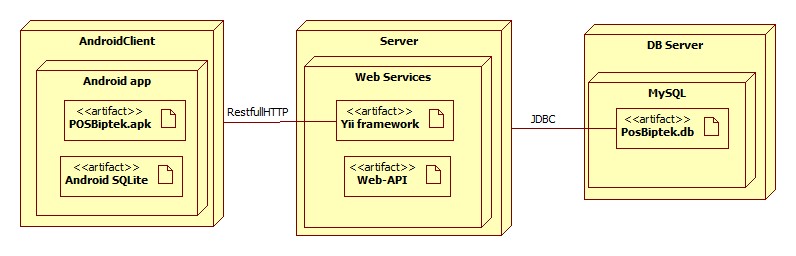 AndroidClient
Android app
<<artifact>>
POSBiptek.apk
<<artifact>>
Android SQLite
RestfullHTTP
Server
Web Services
<<artifact>>
Yii framework
<<artifact>>
Web-API
JDBC
DB Server
MySQL
<<artifact>>
PosBiptek.db